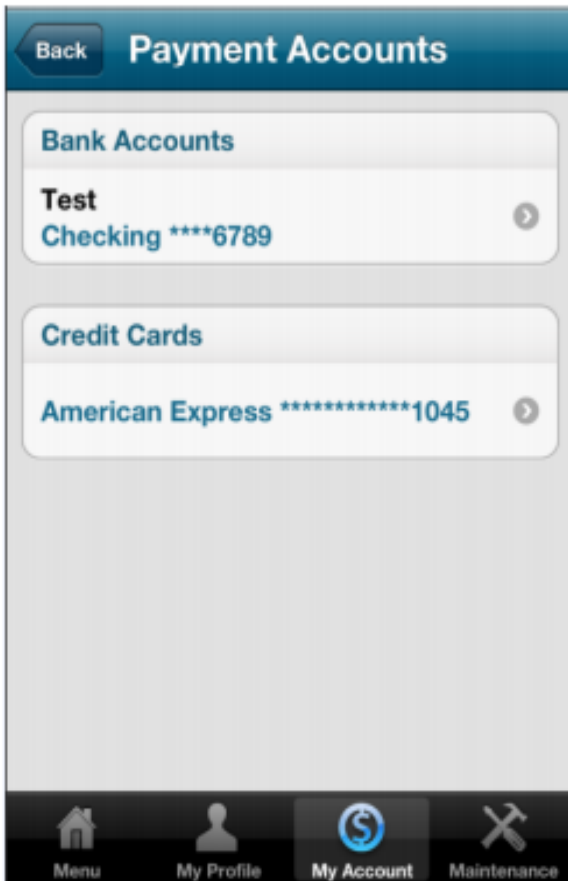 Back
Payment Accounts
Bank Accounts
Test
Checking ****6789
Credit Cards
American Express ************1045
Menu
My Profile
My Account
Maintenance